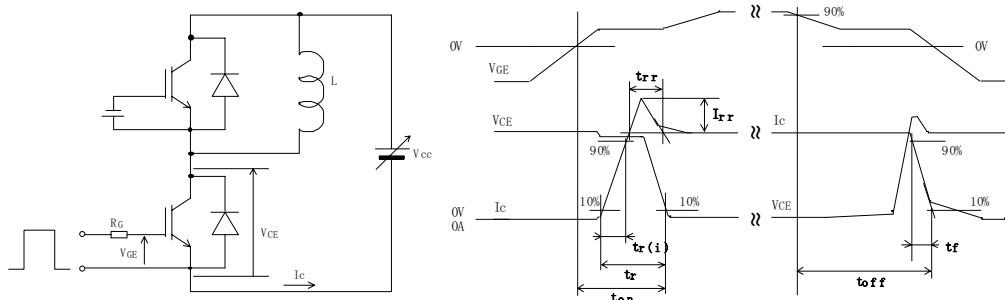 L
Vcc
RG
VGE
VCE
Ic
0V
VGE
trr
Irr
VCE
90%
0V
0A
Ic
10%
10%
tr(i)
tr
ton
90%
0V
Ic
90%
VCE
10%
tf
toff